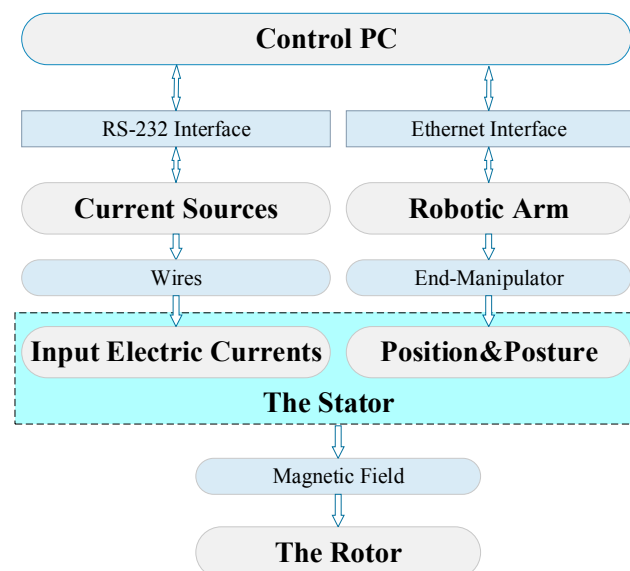 Control PC
RS-232 Interface
Ethernet Interface
Current Sources
Robotic Arm
Wires
End-Manipulator
Input Electric Currents
Position&Posture
The Stator
Magnetic Field
The Rotor